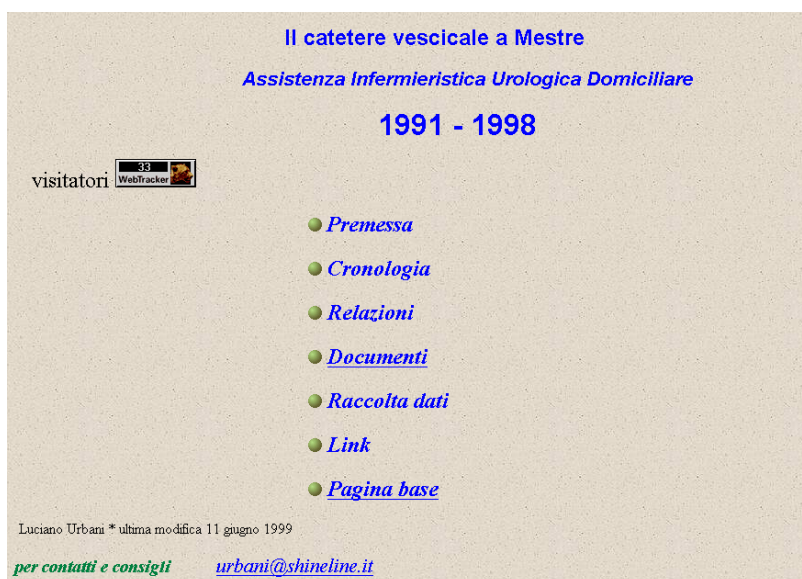 Il catetere vescicale a Mestre
Assistenza Infermieristica Urologica Domiciliare
1991 - 1998
visitatori 33 WebTracker
Premessa
Cronologia
Relazioni
Documenti
Raccolta dati
Link
Pagina base
Luciano Urbani * ultima modifica 11 giugno 1999
per contatti e consigli urbani@shineline.it